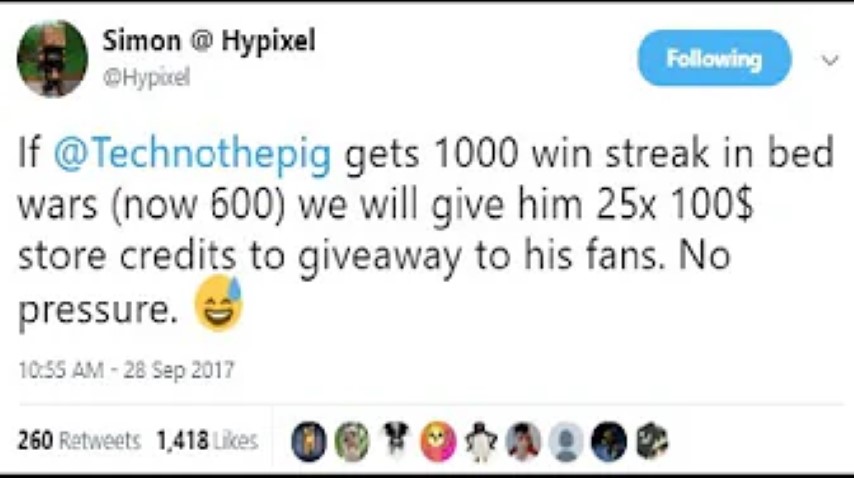 Simon @ Hypixel
@Hypixel
Following
If @Technothepig gets 1000 win streak in bed
wars (now 600) we will give him 25x 100$
store credits to giveaway to his fans. No
pressure. 😅
10:55 AM - 28 Sep 2017
260 Retweets 1,418 Likes